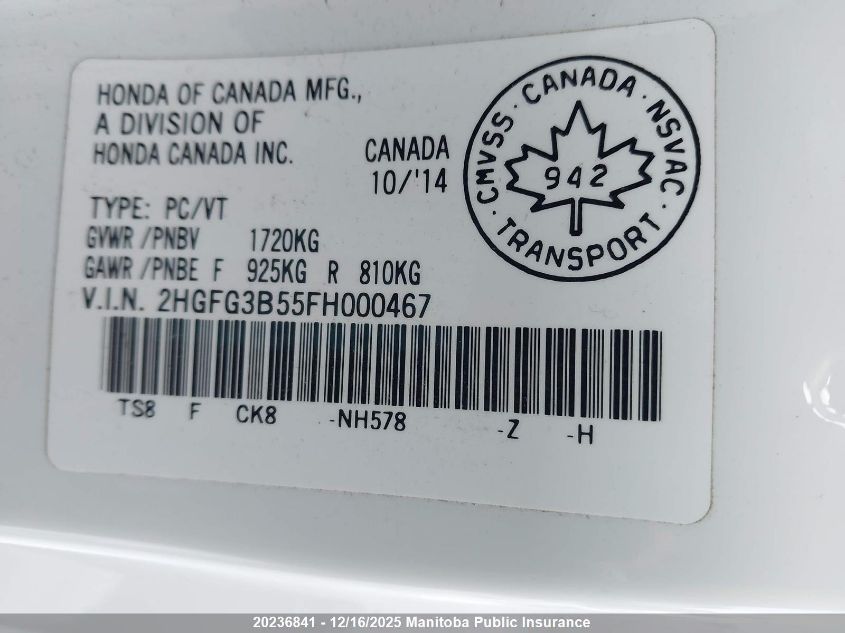 HONDA OF CANADA MFG.,
A DIVISION OF
HONDA CANADA INC.
CANADA
10/'14
CMVSS · CANADA · NSVAC · TRANSPORT ·
942
TYPE: PC/VT
GVWR /PNBV 1720KG
GAWR /PNBE F 925KG R 810KG
V.I.N. 2HGFG3B55FH000467
TS8 F CK8 -NH578 -Z -H
20236841 - 12/16/2025 Manitoba Public Insurance